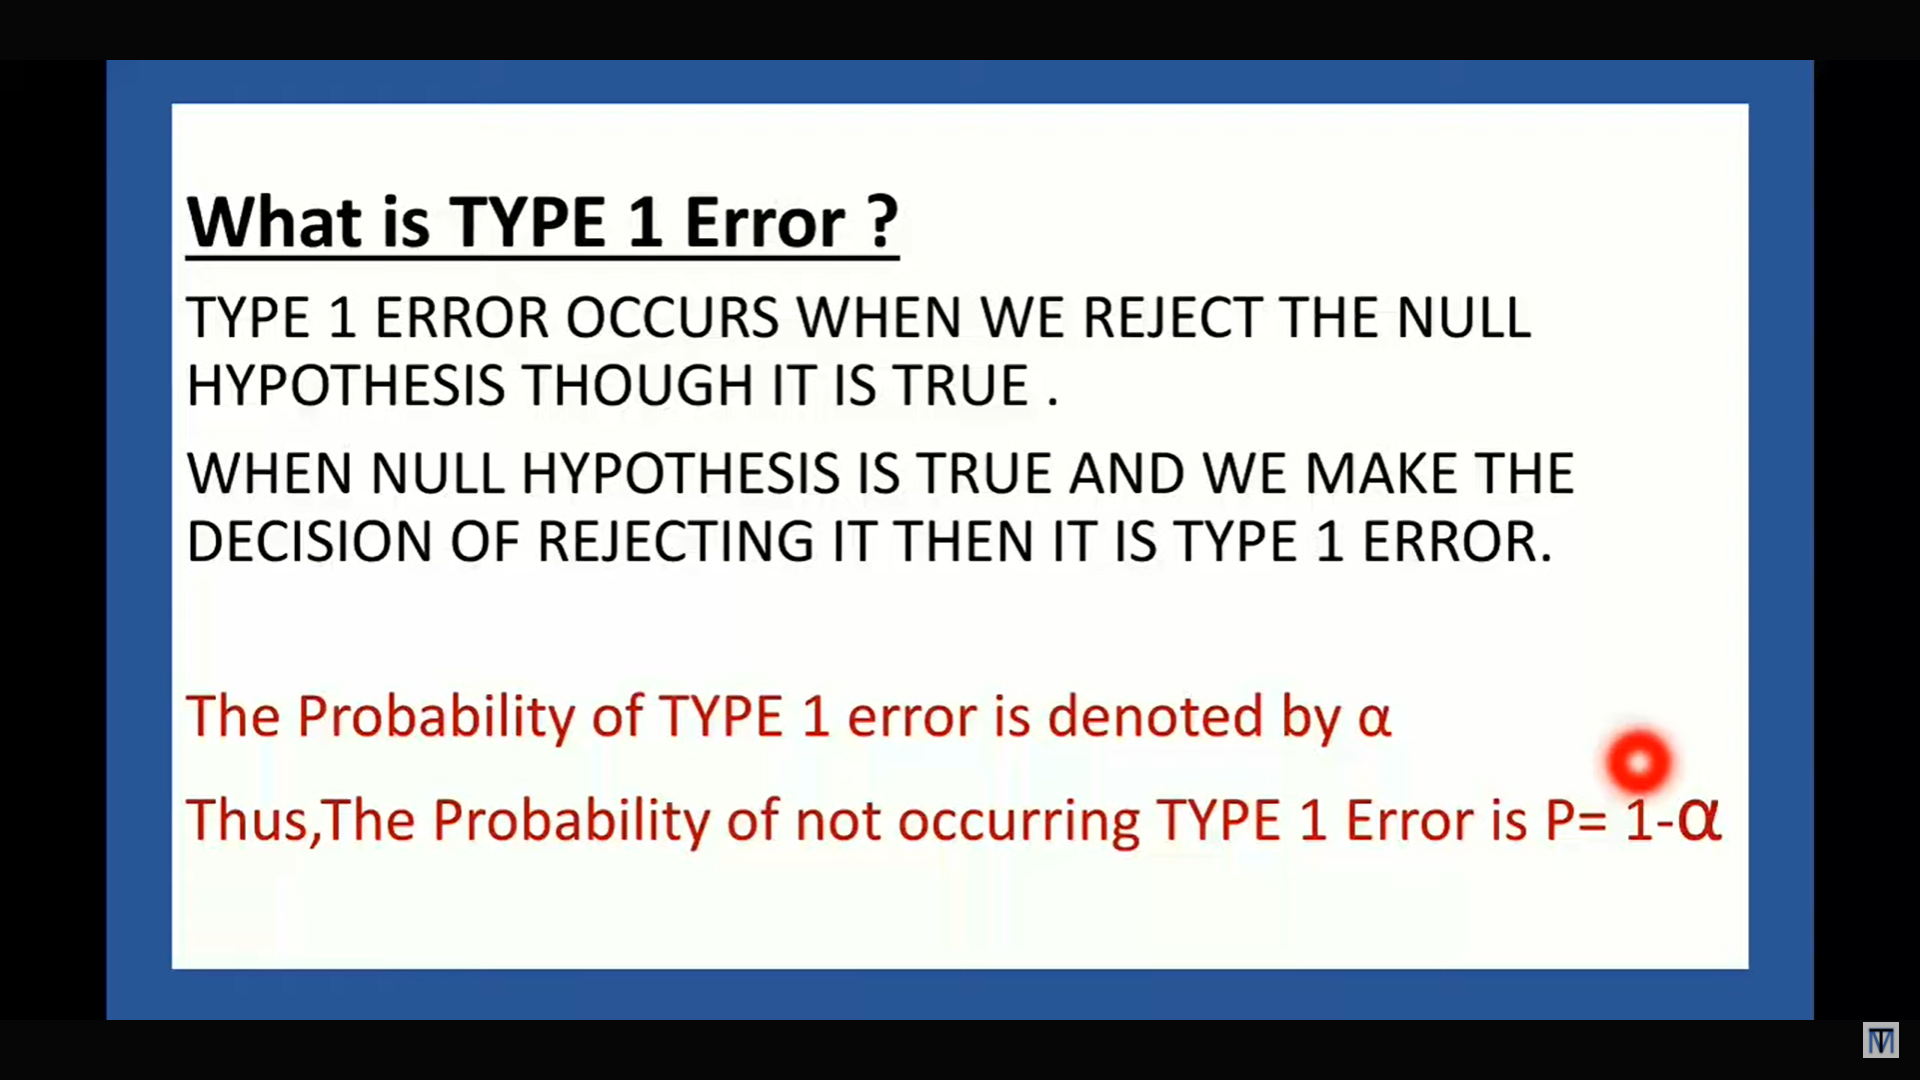 What is TYPE 1 Error ?
TYPE 1 ERROR OCCURS WHEN WE REJECT THE NULL
HYPOTHESIS THOUGH IT IS TRUE .
WHEN NULL HYPOTHESIS IS TRUE AND WE MAKE THE
DECISION OF REJECTING IT THEN IT IS TYPE 1 ERROR.
The Probability of TYPE 1 error is denoted by α
Thus,The Probability of not occurring TYPE 1 Error is P= 1-α
TM